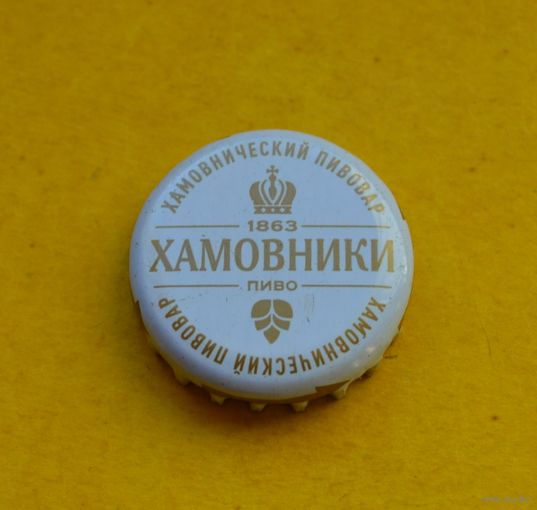 ХАМОВНИЧЕСКИЙ ПИВОВАР
1863
ХАМОВНИКИ
ПИВО
ХАМОВНИЧЕСКИЙ ПИВОВАР